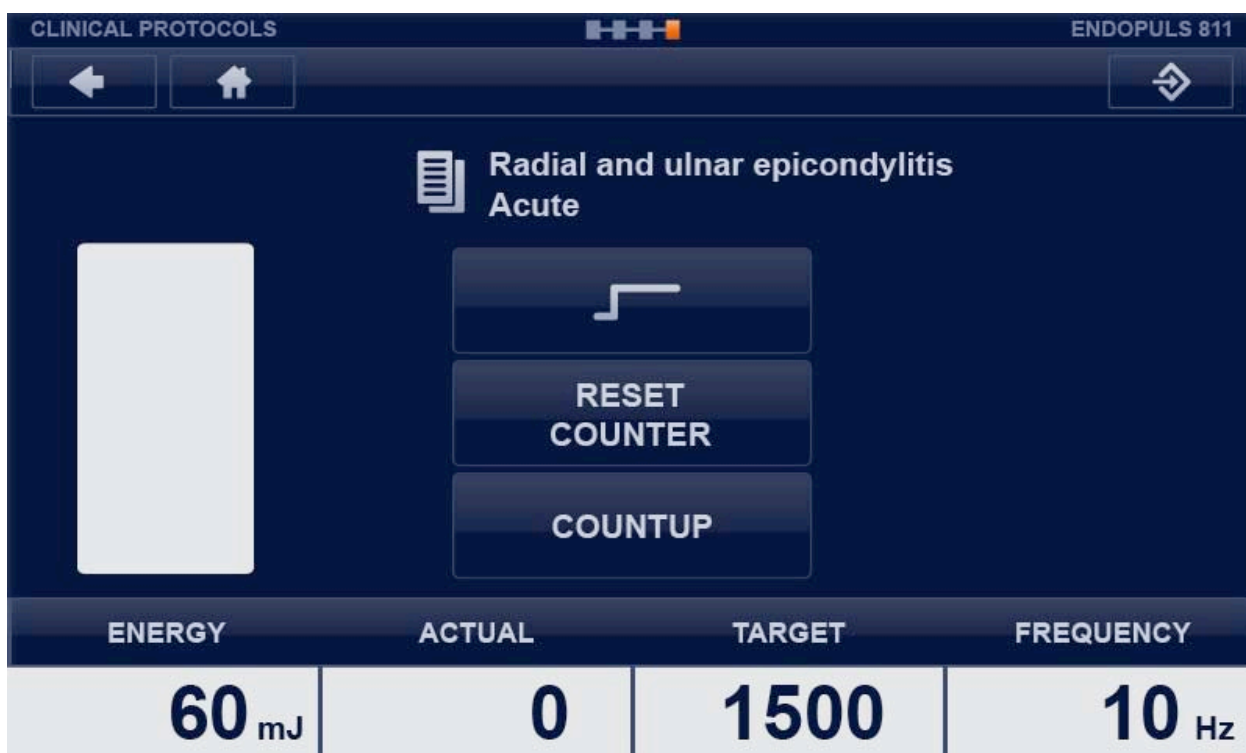 CLINICAL PROTOCOLS
ENDOPULS 811
Radial and ulnar epicondylitis
Acute
RESET
COUNTER
COUNTUP
ENERGY ACTUAL TARGET FREQUENCY
60 mJ 0 1500 10 Hz